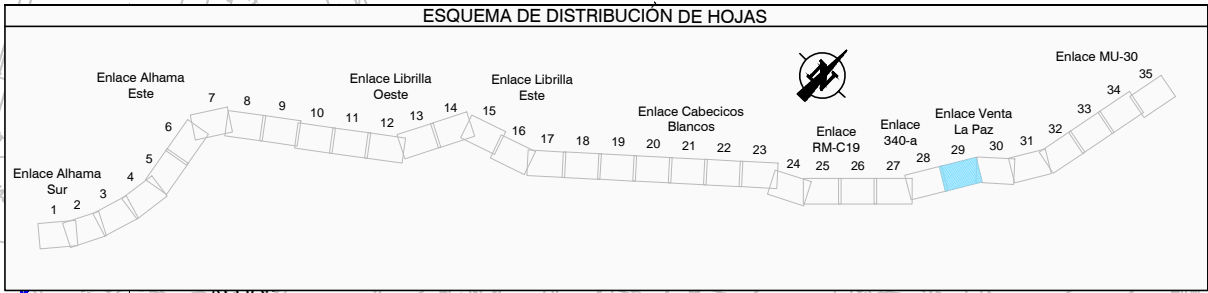 ESQUEMA DE DISTRIBUCIÓN DE HOJAS
Enlace Alhama
Sur
Enlace Alhama
Este
Enlace Librilla
Oeste
Enlace Librilla
Este
Enlace Cabecicos
Blancos
Enlace
RM-C19
Enlace
340-a
Enlace Venta
La Paz
Enlace MU-30
1
2
3
4
5
6
7
8
9
10
11
12
13
14
15
16
17
18
19
20
21
22
23
24
25
26
27
28
29
30
31
32
33
34
35